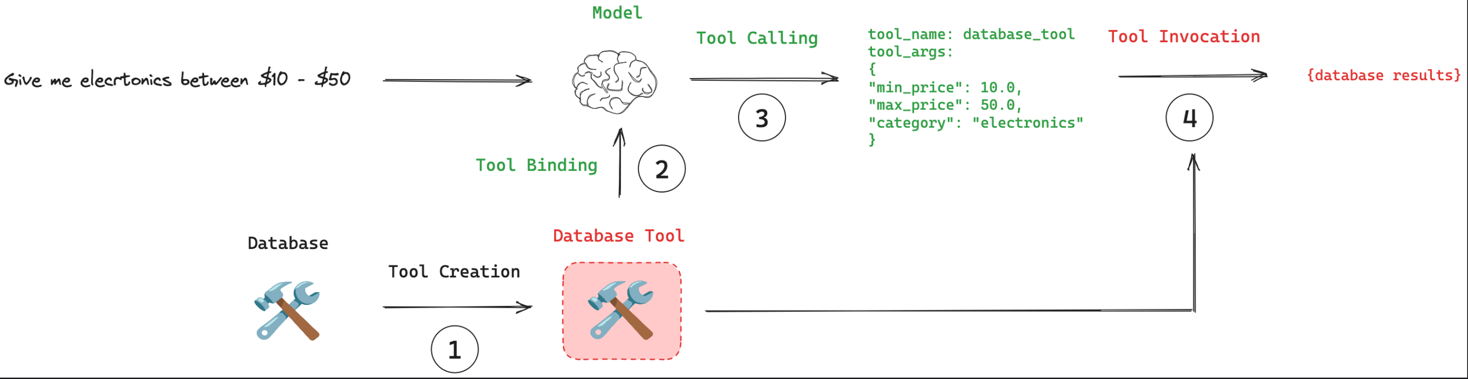 Model
Tool Calling
tool_name: database_tool
tool_args:
{
"min_price": 10.0,
"max_price": 50.0,
"category": "electronics"
}
Tool Invocation
Give me elecrtonics between $10 - $50
{database results}
3
4
Tool Binding
2
Database
Database Tool
Tool Creation
1